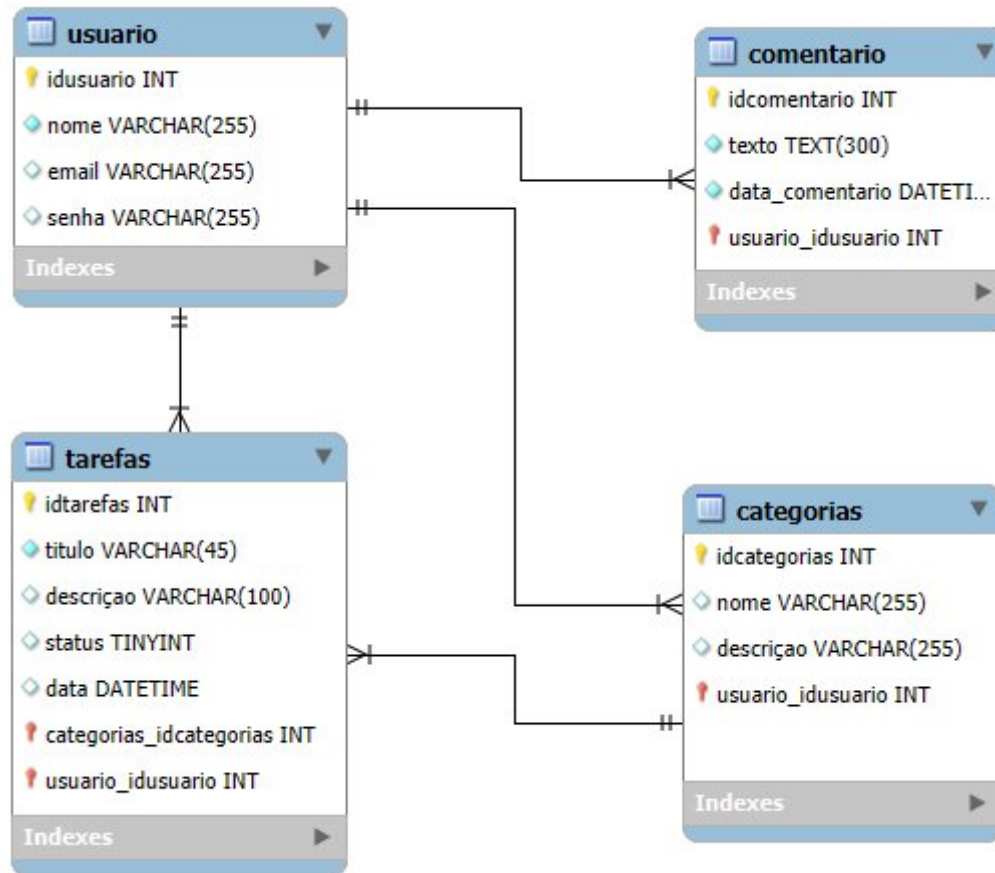 usuario
idusuario INT
nome VARCHAR(255)
email VARCHAR(255)
senha VARCHAR(255)
Indexes
comentario
idcomentario INT
texto TEXT(300)
data_comentario DATETI...
usuario_idusuario INT
Indexes
tarefas
idtarefas INT
titulo VARCHAR(45)
descriçao VARCHAR(100)
status TINYINT
data DATETIME
categorias_idcategorias INT
usuario_idusuario INT
Indexes
categorias
idcategorias INT
nome VARCHAR(255)
descriçao VARCHAR(255)
usuario_idusuario INT
Indexes